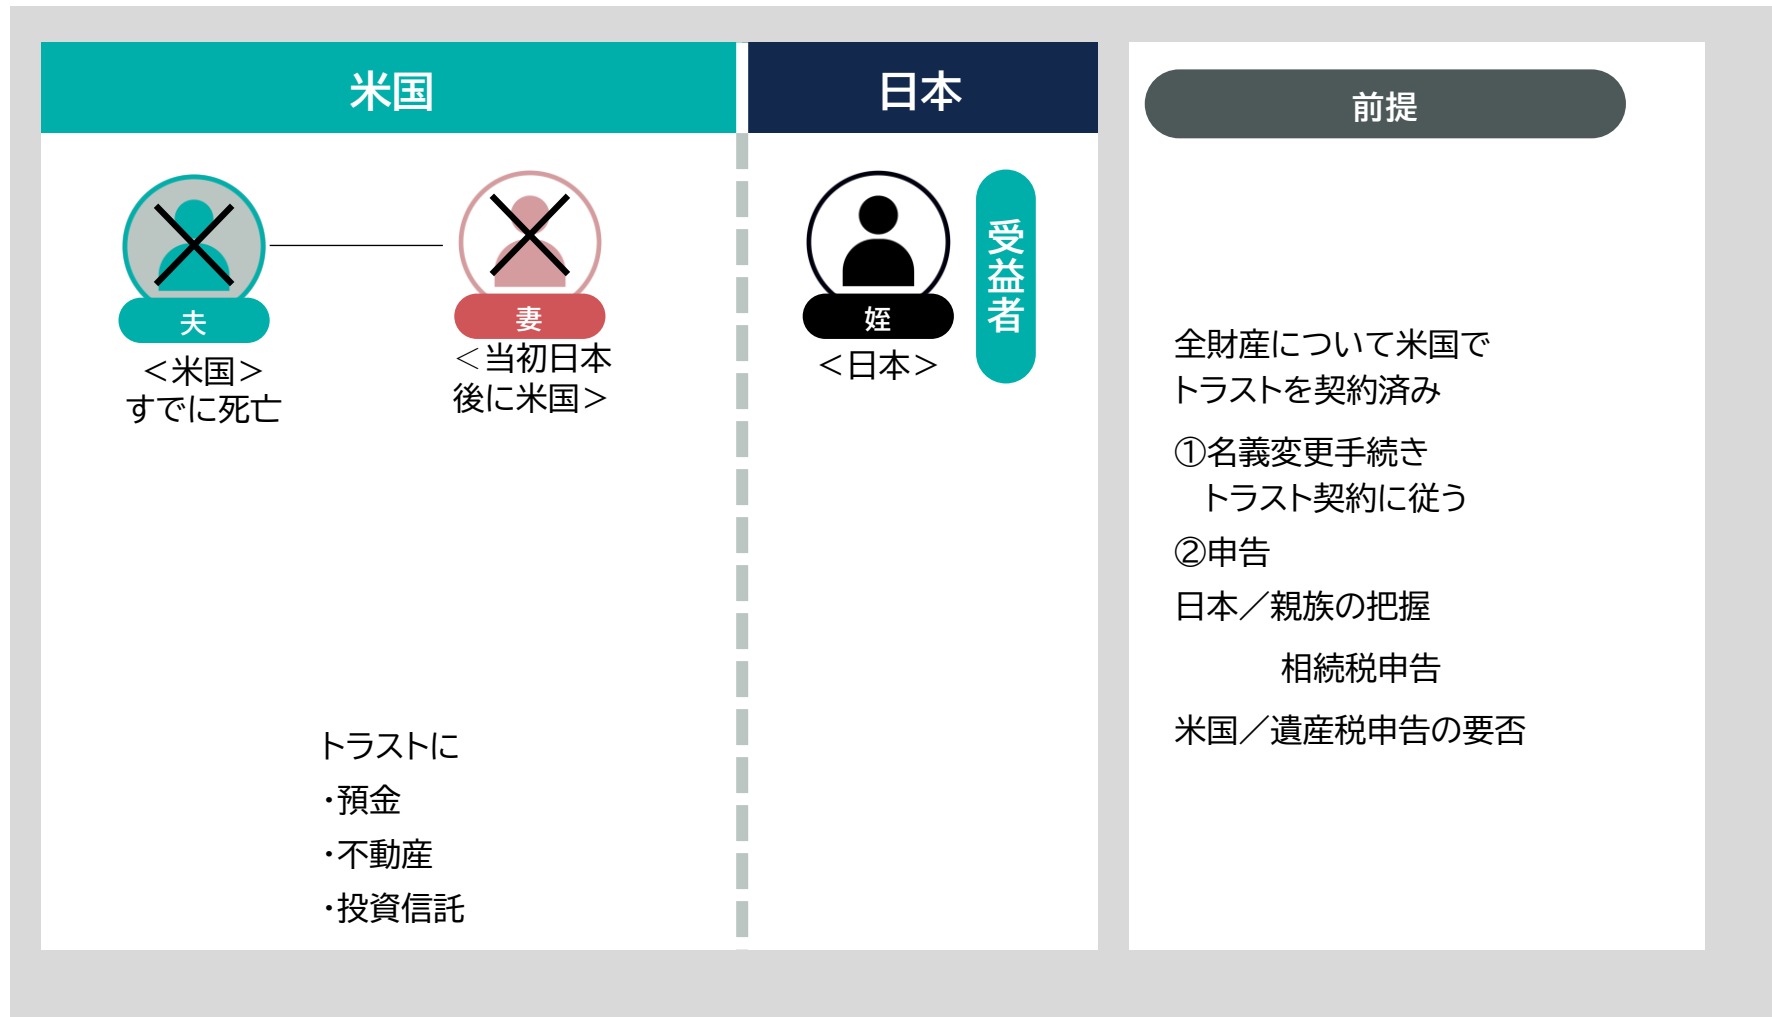 米国
日本
前提
夫
＜米国＞
すでに死亡
妻
＜当初日本
後に米国＞
姪
＜日本＞
受益者
トラストに
・預金
・不動産
・投資信託
全財産について米国で
トラストを契約済み
①名義変更手続き
トラスト契約に従う
②申告
日本／親族の把握
相続税申告
米国／遺産税申告の要否